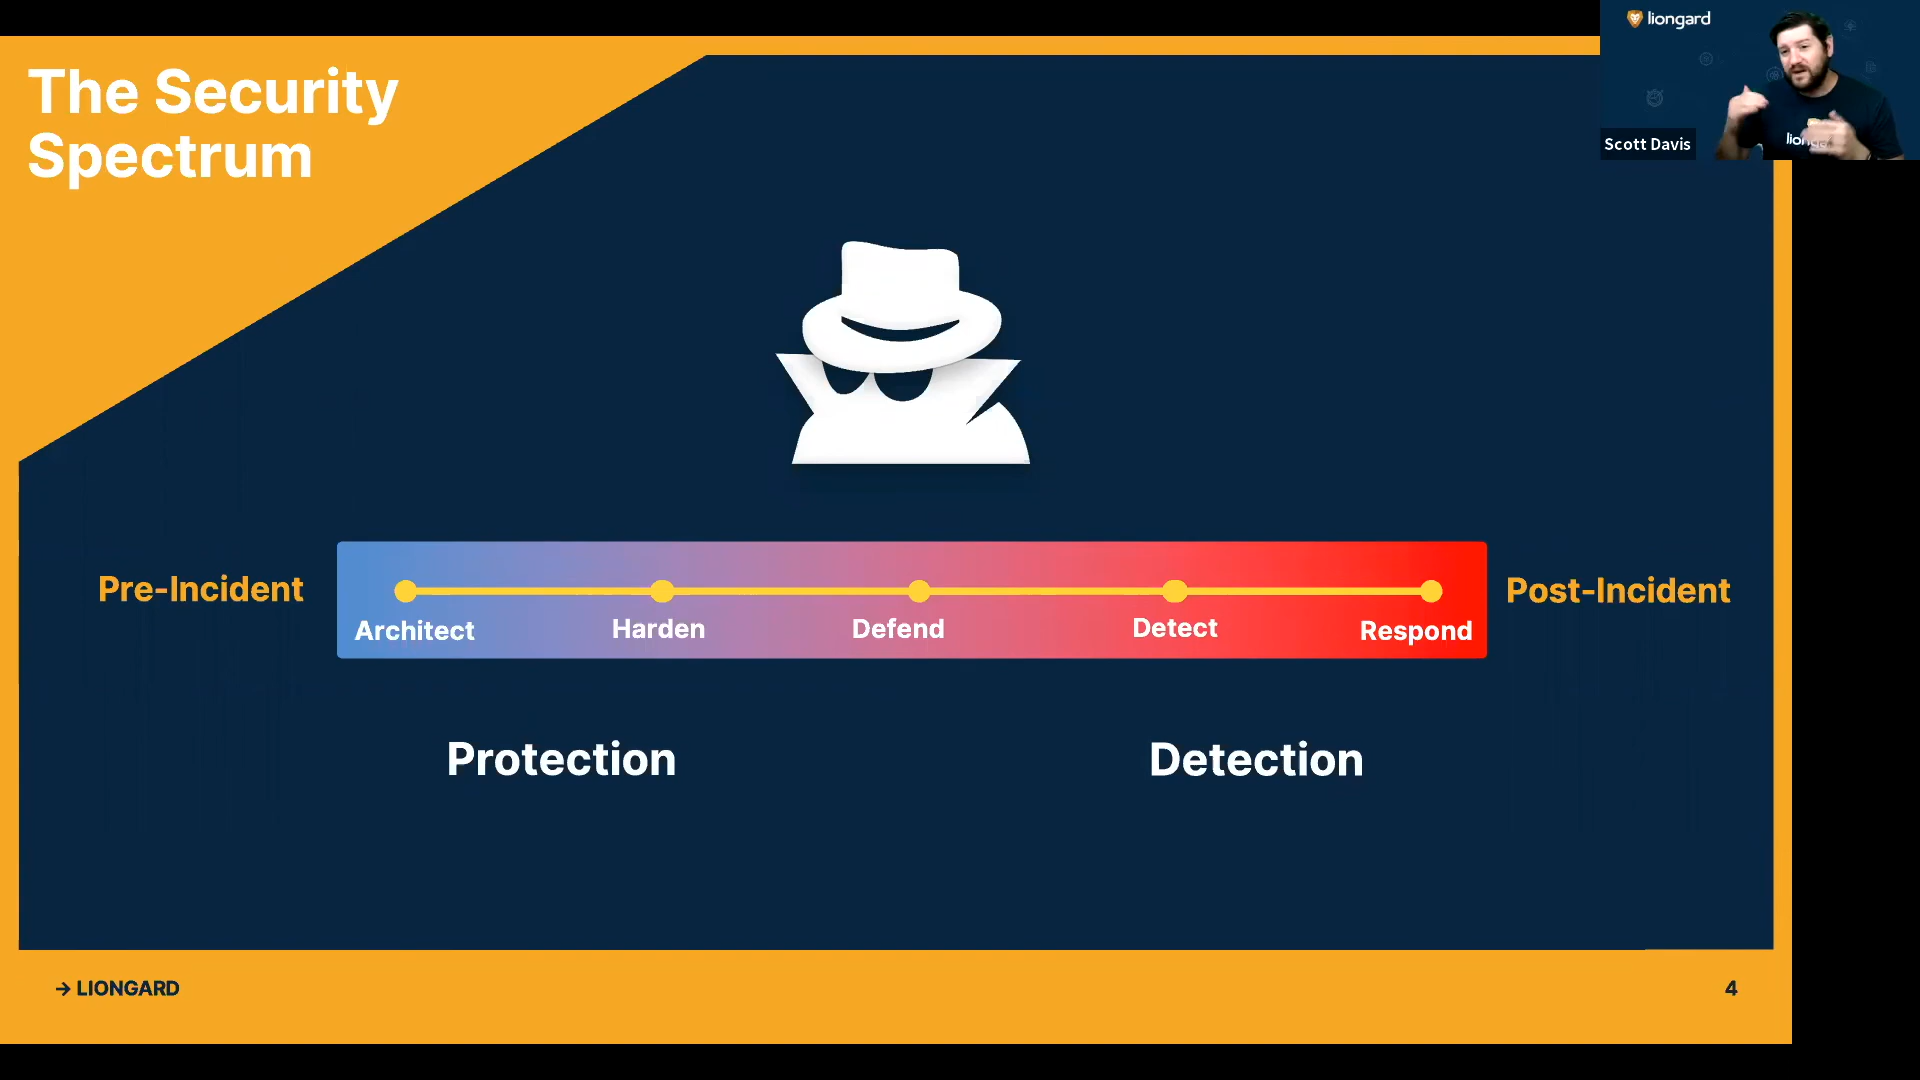 The Security
Spectrum
liongard
Scott Davis
Pre-Incident
Architect
Harden
Defend
Detect
Respond
Post-Incident
Protection
Detection
→ LIONGARD
4